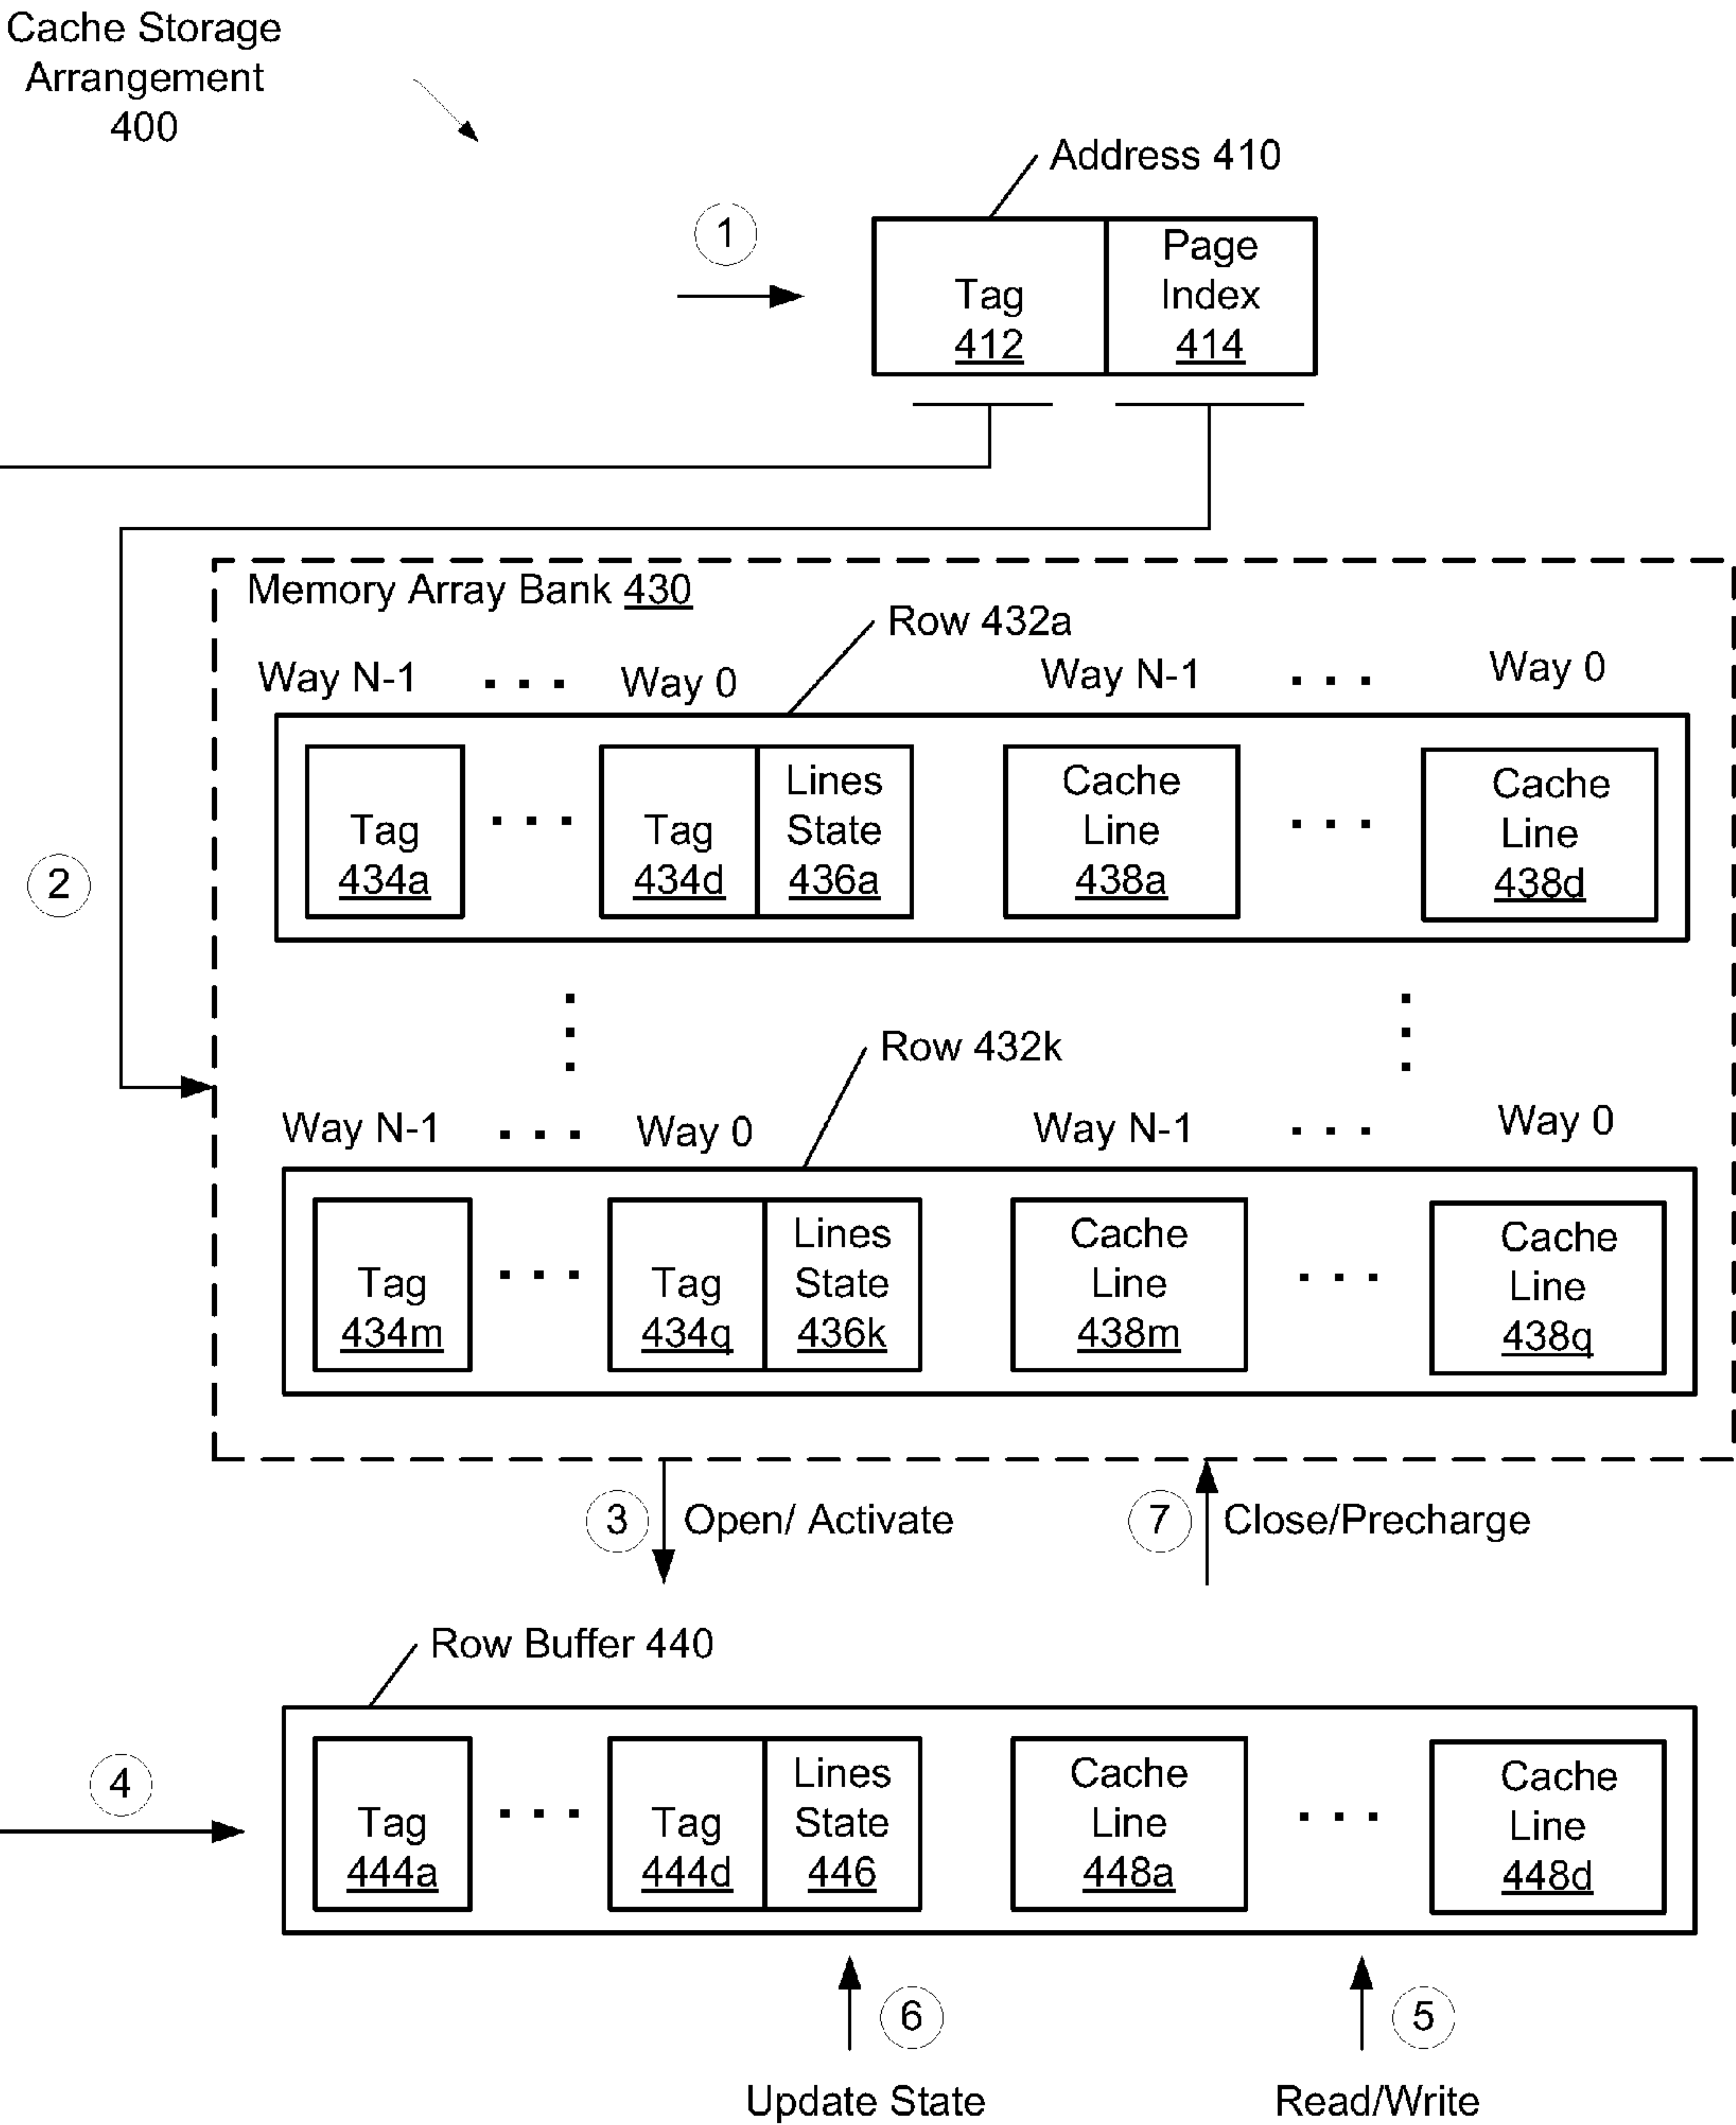 Cache Storage
Arrangement
400
Address 410
1
Tag
412
Page
Index
414
Memory Array Bank 430
Row 432a
Way N-1 ... Way 0 Way N-1 ... Way 0
Tag
434a
...
Tag
434d
Lines
State
436a
Cache
Line
438a
...
Cache
Line
438d
2
Row 432k
Way N-1 ... Way 0 Way N-1 ... Way 0
Tag
434m
...
Tag
434q
Lines
State
436k
Cache
Line
438m
...
Cache
Line
438q
3 Open/ Activate
7 Close/Precharge
Row Buffer 440
4
Tag
444a
...
Tag
444d
Lines
State
446
Cache
Line
448a
...
Cache
Line
448d
6
Update State
5
Read/Write